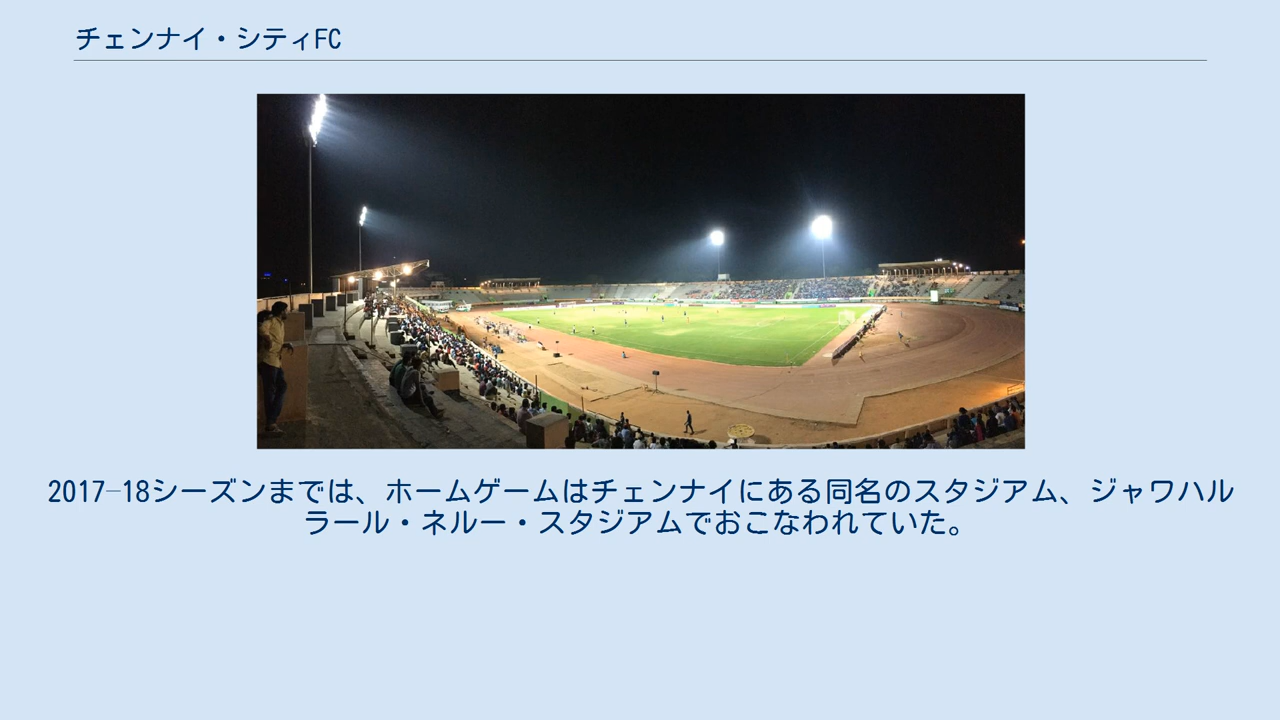 チェンナイ・シティFC
2017–18シーズンまでは、ホームゲームはチェンナイにある同名のスタジアム、ジャワハル
ラール・ネルー・スタジアムでおこなわれていた。